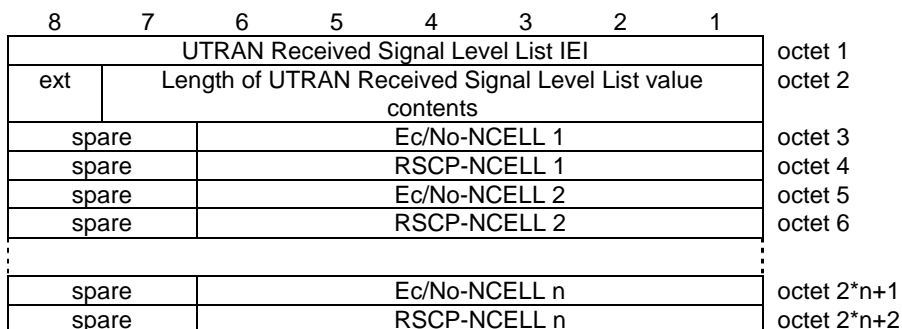 8 7 6 5 4 3 2 1
UTRAN Received Signal Level List IEI octet 1
ext Length of UTRAN Received Signal Level List value octet 2
contents
spare Ec/No-NCELL 1 octet 3
spare RSCP-NCELL 1 octet 4
spare Ec/No-NCELL 2 octet 5
spare RSCP-NCELL 2 octet 6
spare Ec/No-NCELL n octet 2*n+1
spare RSCP-NCELL n octet 2*n+2